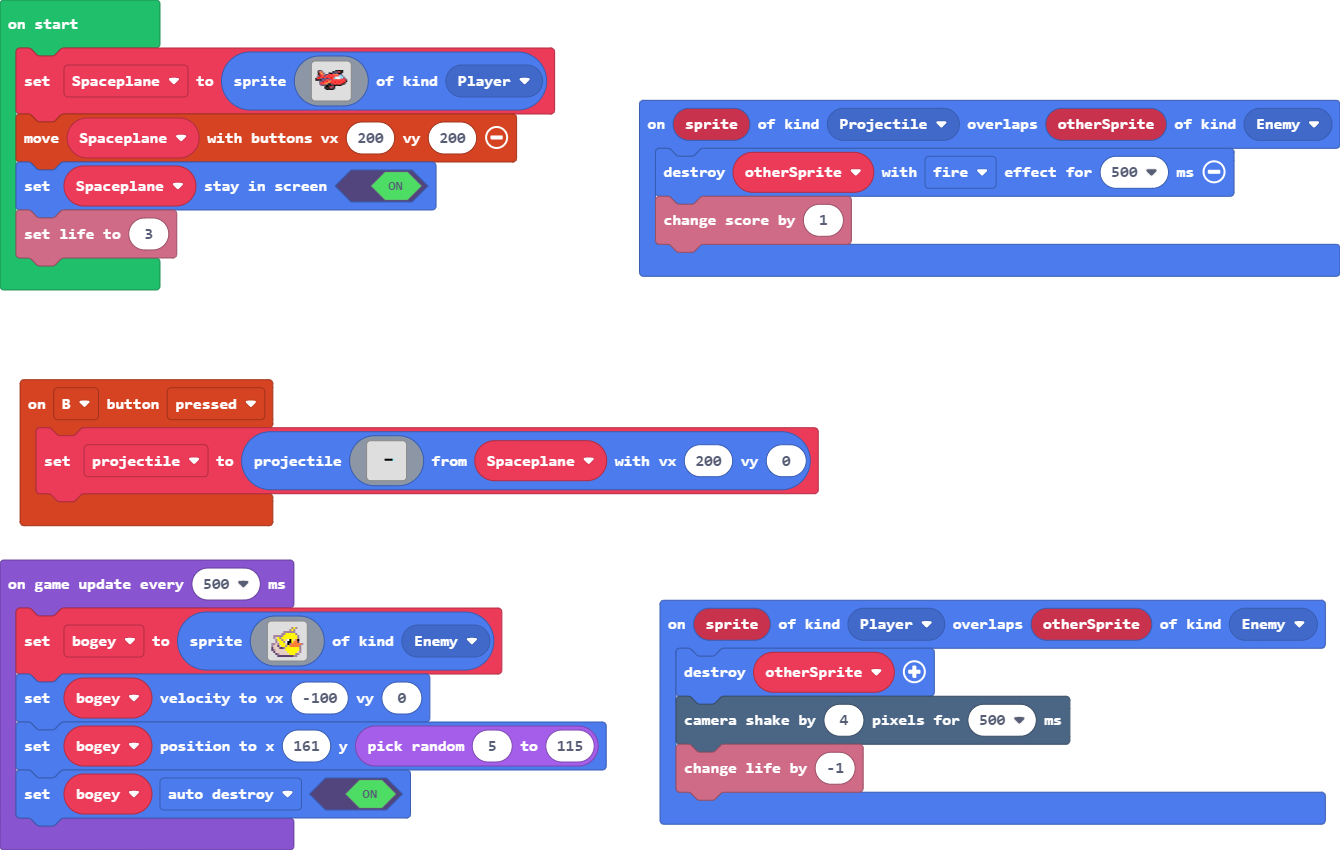 on start
set Spaceplane to sprite of kind Player
move Spaceplane with buttons vx 200 vy 200
set Spaceplane stay in screen ON
set life to 3
on sprite of kind Projectile overlaps otherSprite of kind Enemy
destroy otherSprite with fire effect for 500 ms
change score by 1
on B button pressed
set projectile to projectile from Spaceplane with vx 200 vy 0
on game update every 500 ms
set bogey to sprite of kind Enemy
set bogey velocity to vx -100 vy 0
set bogey position to x 161 y pick random 5 to 115
set bogey auto destroy ON
on sprite of kind Player overlaps otherSprite of kind Enemy
destroy otherSprite
camera shake by 4 pixels for 500 ms
change life by -1